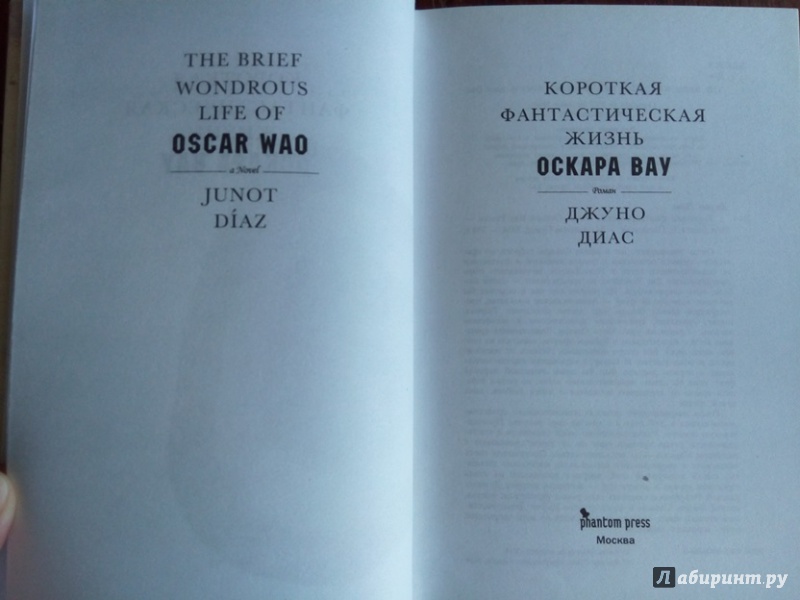 THE BRIEF
WONDROUS
LIFE OF
OSCAR WAO
a Novel
JUNOT
DÍAZ
КОРОТКАЯ
ФАНТАСТИЧЕСКАЯ
ЖИЗНЬ
ОСКАРА ВАУ
Роман
ДЖУНО
ДИАС
phantom press
Москва
Лабиринт.ру